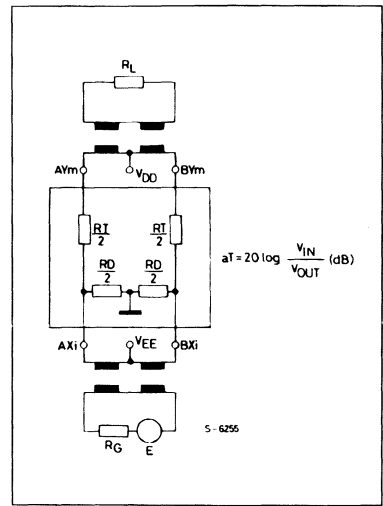 RL
AYm
VDD
BYm
RT
2
RT
2
RD
2
RD
2
aT = 20 log VIN / VOUT (dB)
AXi
VEE
BXi
S-6255
RG
E